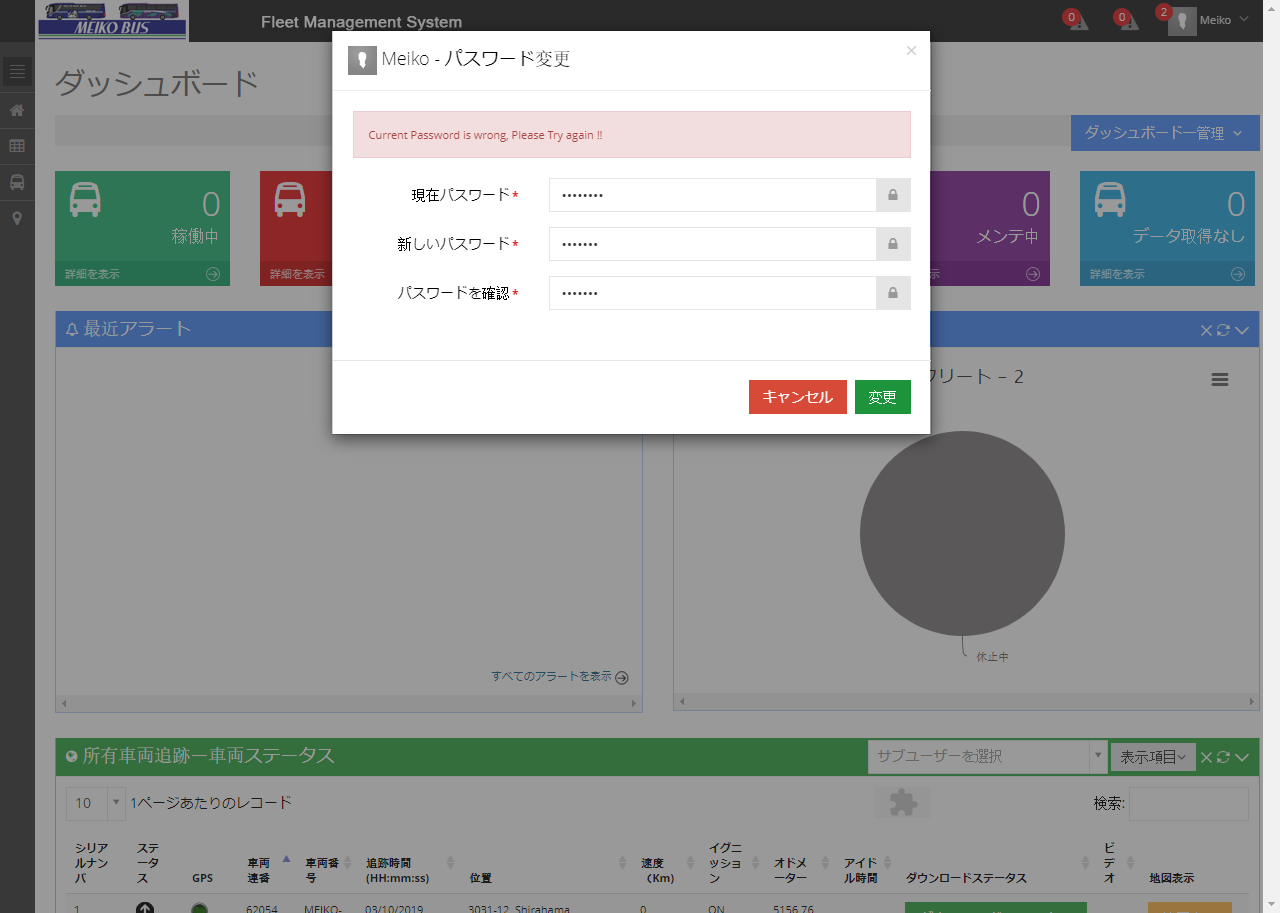 MEIKO BUS
Fleet Management System
0
0
2
Meiko
Meiko - パスワード変更
×
ダッシュボード
Current Password is wrong, Please Try again !!
ダッシュボードー管理
現在パスワード*
••••••••
新しいパスワード*
•••••••
パスワードを確認*
•••••••
キャンセル
変更
0
稼働中
詳細を表示
詳細を表示
0
メンテ中
示
0
データ取得なし
詳細を表示
最近アラート
フリート - 2
休止中
すべてのアラートを表示
所有車両追跡ー車両ステータス
サブユーザーを選択
表示項目
10
1ページあたりのレコード
検索:
シリア
ルナン
バ
ステ
ータ
ス
GPS
車両
連番
車両番
号
追跡時間
(HH:mm:ss)
位置
速度
(Km)
イグニ
ッショ
ン
オドメ
ーター
アイド
ル時間
ダウンロードステータス
ビ
デ
オ
地図表示
1
62054
MEIKO-
03/10/2019
3031-12, Shirahama
0
ON
5156.76